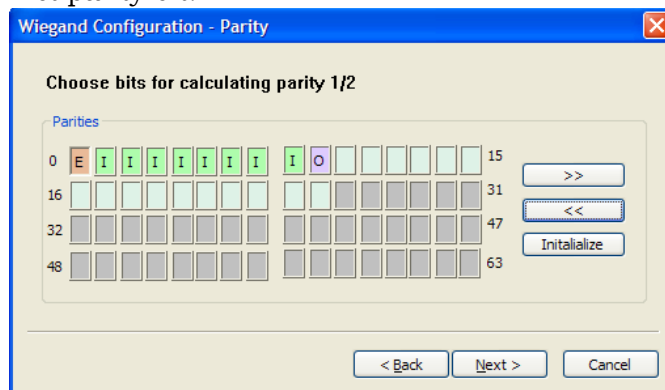 Wiegand Configuration - Parity
Choose bits for calculating parity 1/2
Parities
0 E I I I I I I I I O 15
>>
16 31
<<
32 47
Initalialize
48 63
< Back Next > Cancel